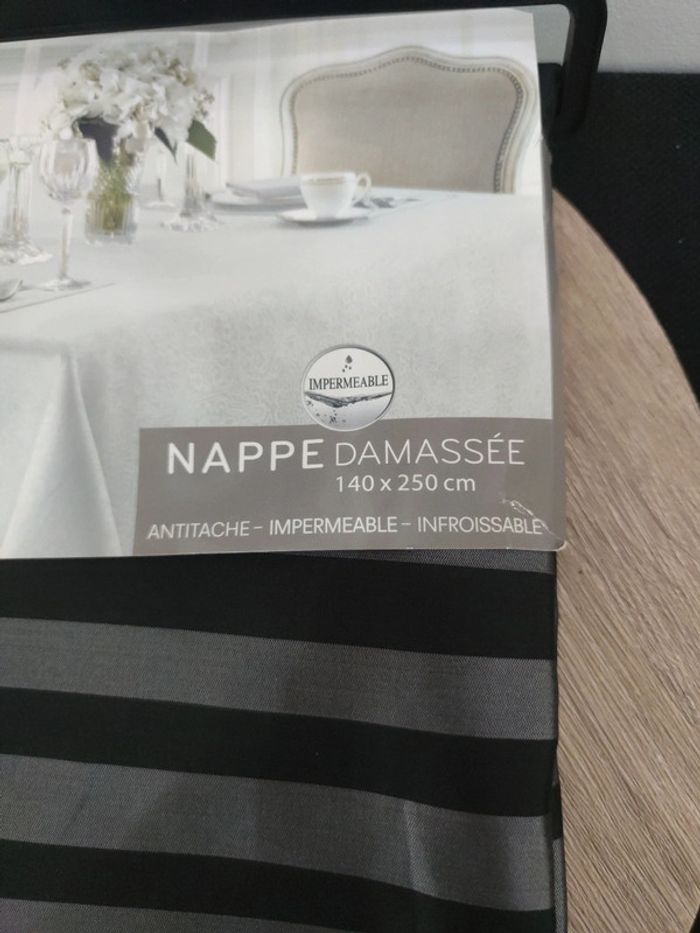 IMPERMEABLE
NAPPE DAMASSÉE
140 x 250 cm
ANTITACHE - IMPERMEABLE - INFROISSABLE